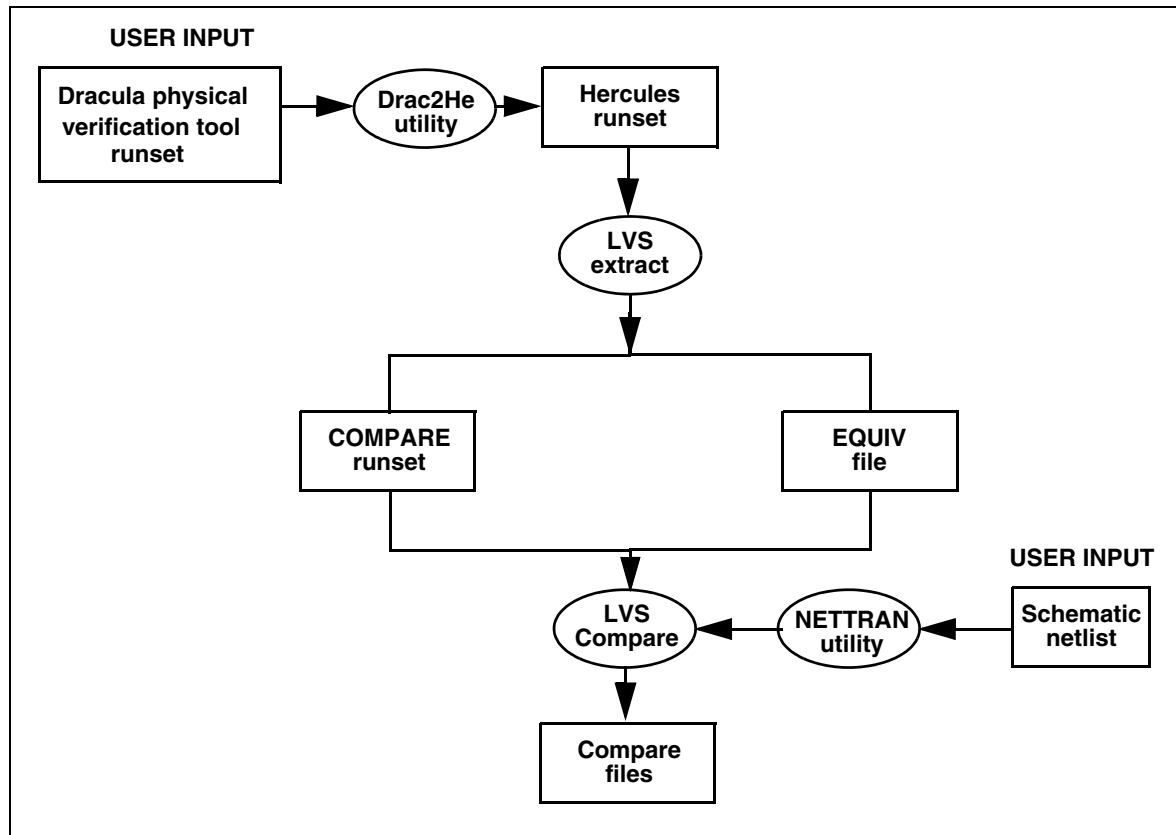 USER INPUT
Dracula physical
verification tool
runset
Drac2He
utility
Hercules
runset
LVS
extract
COMPARE
runset
EQUIV
file
USER INPUT
LVS
Compare
NETTRAN
utility
Schematic
netlist
Compare
files